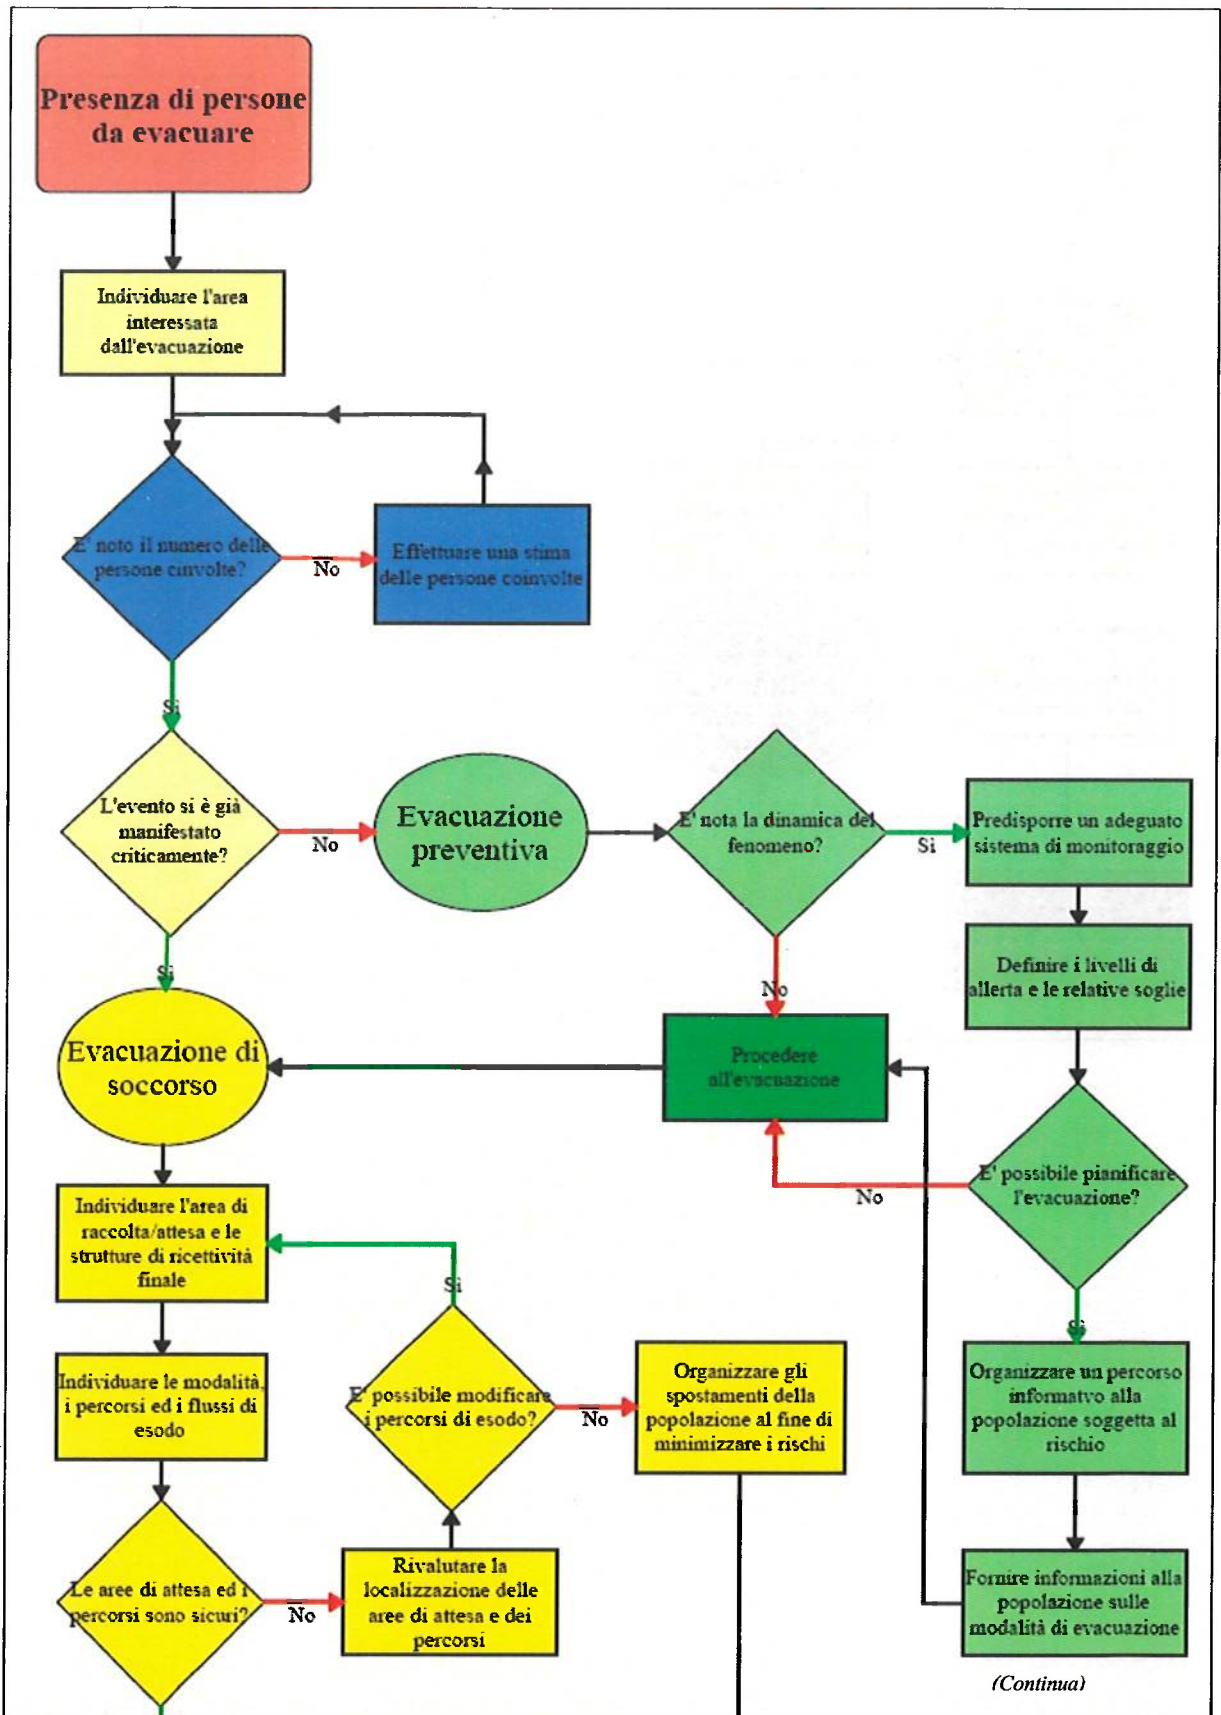 Presenza di persone
da evacuare
Individuare l'area
interessata
dall'evacuazione
E' noto il numero delle
persone cinvolte?
No
Effettuare una stima
delle persone coinvolte
Si
L'evento si è già
manifestato
criticamente?
No
Evacuazione
preventiva
E' nota la dinamica del
fenomeno?
Si
Predisporre un adeguato
sistema di monitoraggio
Si
No
Definire i livelli di
allerta e le relative soglie
Evacuazione di
soccorso
Procedere
all'evacuazione
E' possibile pianificare
l'evacuazione?
No
Individuare l'area di
raccolta/attesa e le
strutture di ricettività
finale
Si
Si
Individuare le modalità,
i percorsi ed i flussi di
esodo
E' possibile modificare
i percorsi di esodo?
No
Organizzare gli
spostamenti della
popolazione al fine di
minimizzare i rischi
Organizzare un percorso
informatvo alla
popolazione soggetta al
rischio
Le aree di attesa ed i
percorsi sono sicuri?
No
Rivalutare la
localizzazione delle
aree di attesa e dei
percorsi
Fornire informazioni alla
popolazione sulle
modalità di evacuazione
(Continua)